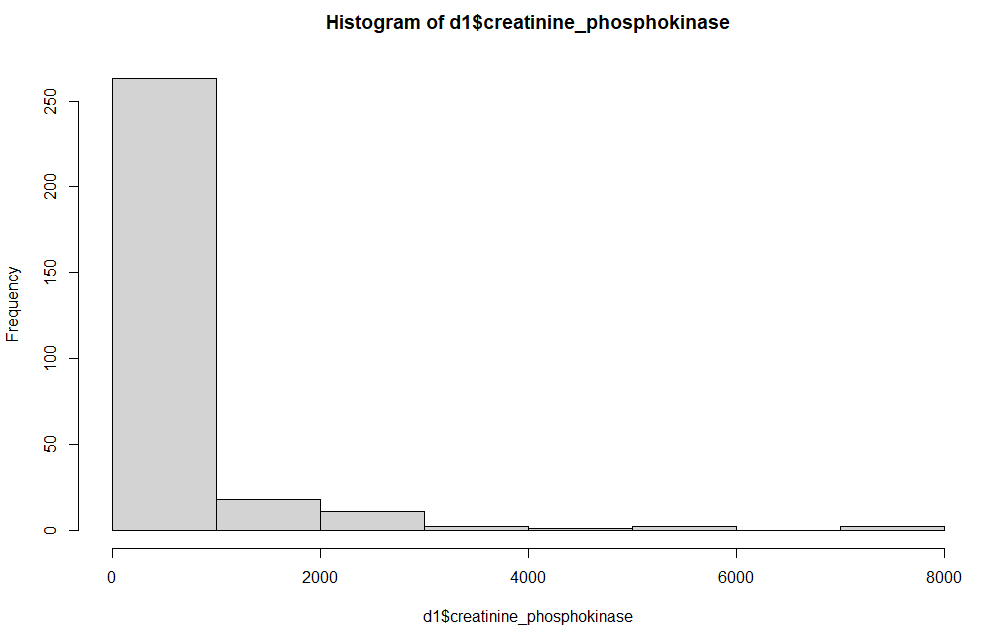 Histogram of d1$creatinine_phosphokinase
Frequency
250
200
150
100
50
0
0 2000 4000 6000 8000
d1$creatinine_phosphokinase